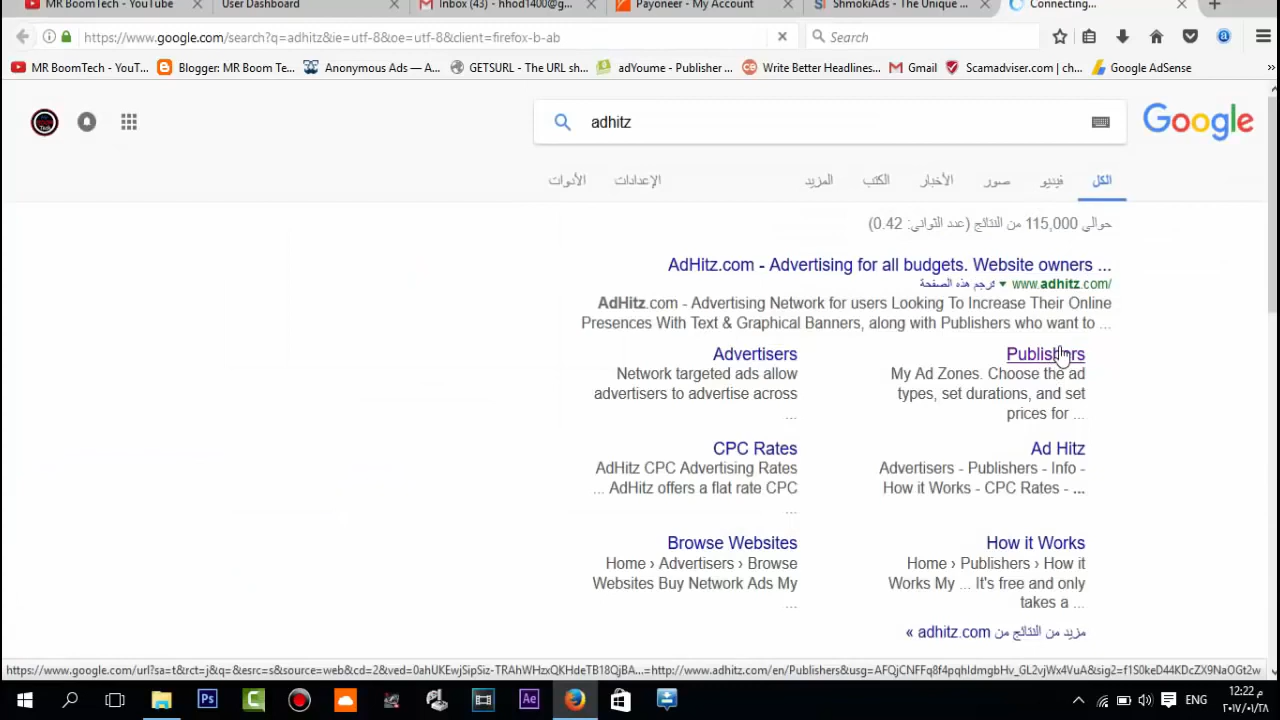 MR BoomTech - YouTube
User Dashboard
Inbox (43) - hhod1400@g...
Payoneer - My Account
ShmokiAds - The Unique ...
Connecting...
https://www.google.com/search?q=adhitz&ie=utf-8&oe=utf-8&client=firefox-b-ab
Search
MR BoomTech - YouT...
Blogger: MR Boom Te...
Anonymous Ads — A...
GETSURL - The URL sh...
adYoume - Publisher ...
Write Better Headlines...
Gmail
Scamadviser.com | ch...
Google AdSense
adhitz
Google
الكل
فيديو
صور
الأخبار
الكتب
المزيد
الإعدادات
الأدوات
حوالي 115,000 من النتائج (عدد الثواني: 0.42)
AdHitz.com - Advertising for all budgets. Website owners ...
www.adhitz.com/ ترجم هذه الصفحة
AdHitz.com - Advertising Network for users Looking To Increase Their Online
Presences With Text & Graphical Banners, along with Publishers who want to ...
Publishers
My Ad Zones. Choose the ad
types, set durations, and set
prices for ...
Advertisers
Network targeted ads allow
advertisers to advertise across
...
Ad Hitz
Advertisers - Publishers - Info -
How it Works - CPC Rates - ...
CPC Rates
AdHitz CPC Advertising Rates
... AdHitz offers a flat rate CPC
...
How it Works
Home › Publishers › How it
Works My ... It's free and only
takes a ...
Browse Websites
Home › Advertisers › Browse
Websites Buy Network Ads My
...
مزيد من النتائج من adhitz.com »
Ps
Ae
ENG
12:22 م
٢٠١٧/٠١/٢٨